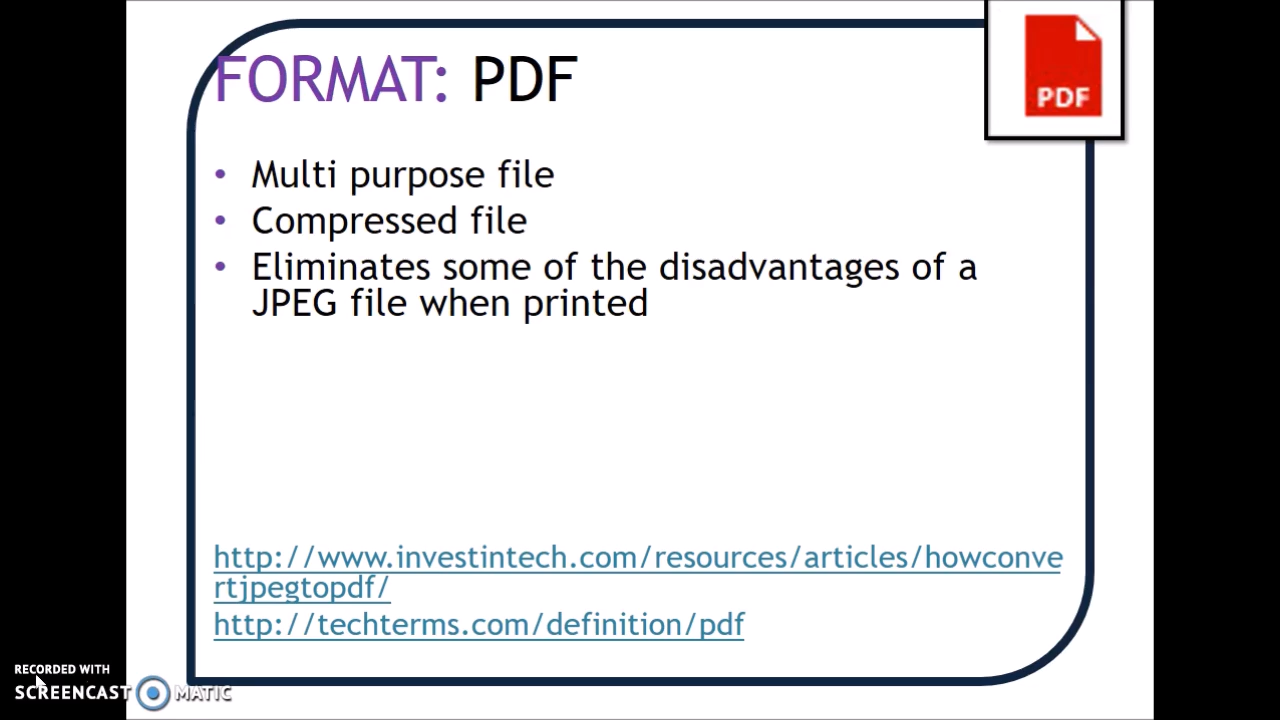 FORMAT: PDF
PDF
• Multi purpose file
• Compressed file
• Eliminates some of the disadvantages of a
JPEG file when printed
http://www.investintech.com/resources/articles/howconve
rtjpegtopdf/
http://techterms.com/definition/pdf
RECORDED WITH
SCREENCAST MATIC